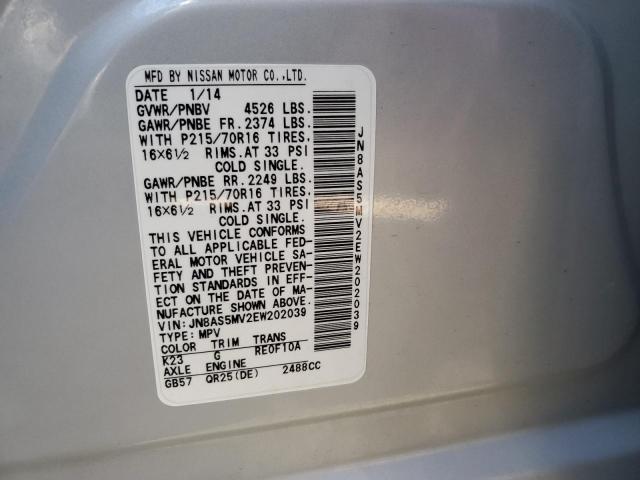 MFD BY NISSAN MOTOR CO.,LTD.
DATE 1/14
GVWR/PNBV 4526 LBS.
GAWR/PNBE FR. 2374 LBS.
WITH P215/70R16 TIRES.
16×6½ RIMS.AT 33 PSI
COLD SINGLE.
GAWR/PNBE RR. 2249 LBS.
WITH P215/70R16 TIRES.
16×6½ RIMS.AT 33 PSI
COLD SINGLE.
THIS VEHICLE CONFORMS
TO ALL APPLICABLE FED-
ERAL MOTOR VEHICLE SA-
FETY AND THEFT PREVEN-
TION STANDARDS IN EFF-
ECT ON THE DATE OF MA-
NUFACTURE SHOWN ABOVE.
VIN: JN8AS5MV2EW202039
TYPE: MPV
COLOR TRIM TRANS
K23 G RE0F10A
AXLE ENGINE
GB57 QR25(DE) 2488CC
JN8AS5MV2EW202039